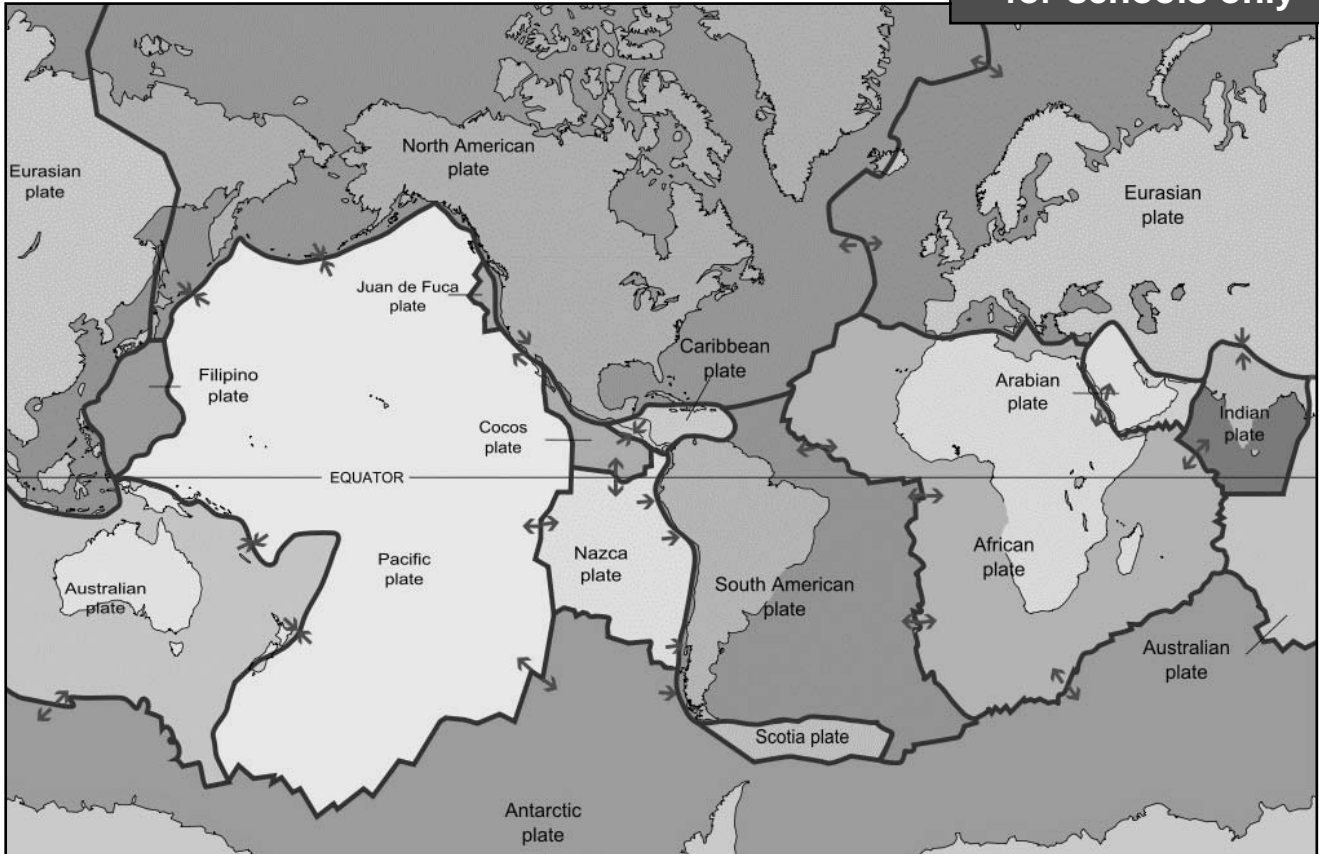 for schools only
North American
plate
Eurasian
plate
Eurasian
plate
Juan de Fuca
plate
Caribbean
plate
Filipino
plate
Arabian
plate
Cocos
plate
Indian
plate
EQUATOR
Nazca
plate
African
plate
Pacific
plate
Australian
plate
South American
plate
Australian
plate
Scotia plate
Antarctic
plate